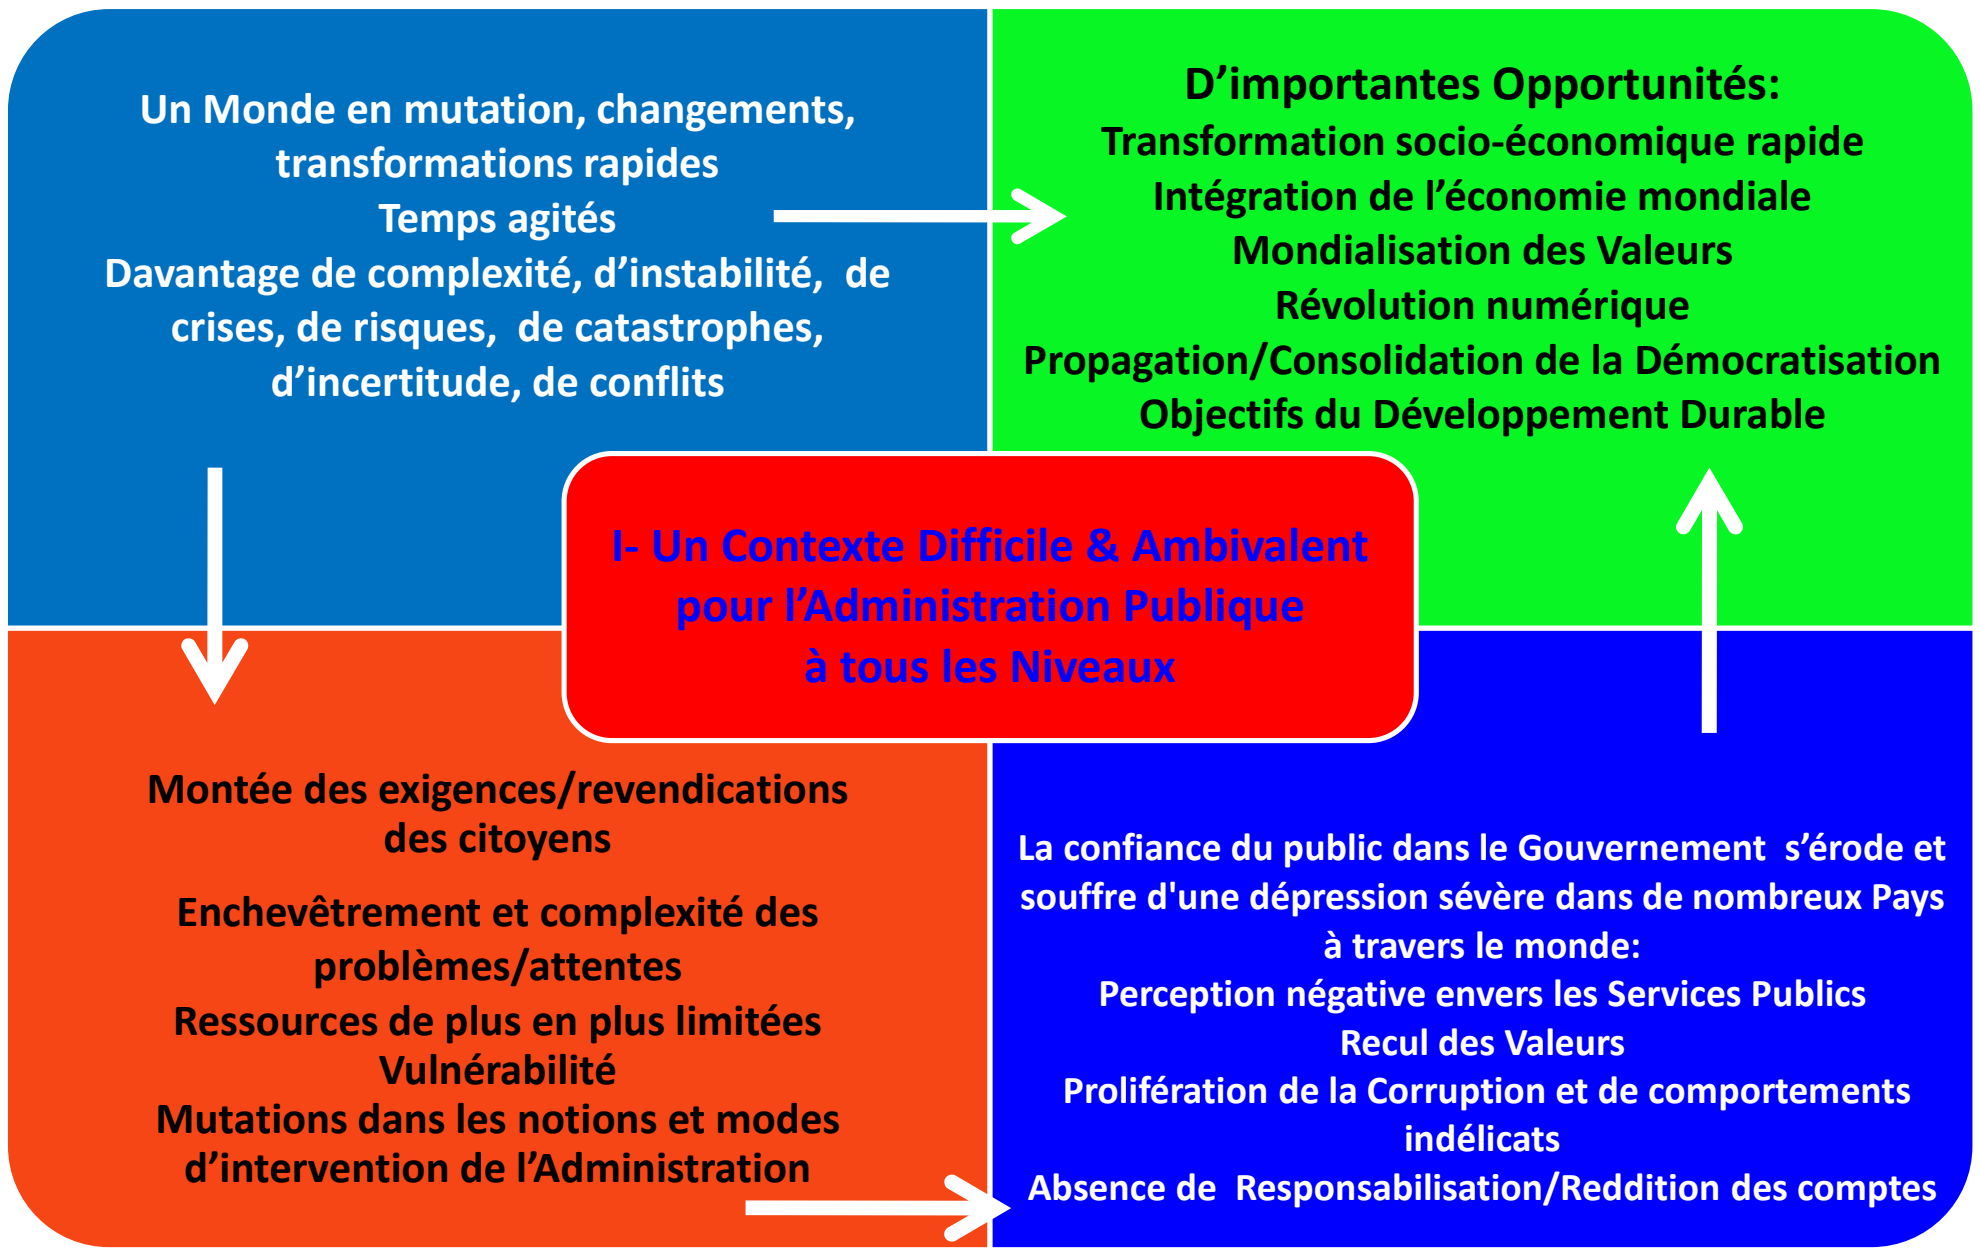 Un Monde en mutation, changements,
transformations rapides
Temps agités
Davantage de complexité, d’instabilité,  de
crises, de risques,  de catastrophes,
d’incertitude, de conflits
D’importantes Opportunités:
Transformation socio-économique rapide
Intégration de l’économie mondiale
Mondialisation des Valeurs
Révolution numérique
Propagation/Consolidation de la Démocratisation
Objectifs du Développement Durable
I- Un Contexte Difficile & Ambivalent
pour l’Administration Publique
à tous les Niveaux
Montée des exigences/revendications
des citoyens
Enchevêtrement et complexité des
problèmes/attentes
Ressources de plus en plus limitées
Vulnérabilité
Mutations dans les notions et modes
d’intervention de l’Administration
La confiance du public dans le Gouvernement  s’érode et
souffre d'une dépression sévère dans de nombreux Pays
à travers le monde:
Perception négative envers les Services Publics
Recul des Valeurs
Prolifération de la Corruption et de comportements
indélicats
Absence de  Responsabilisation/Reddition des comptes